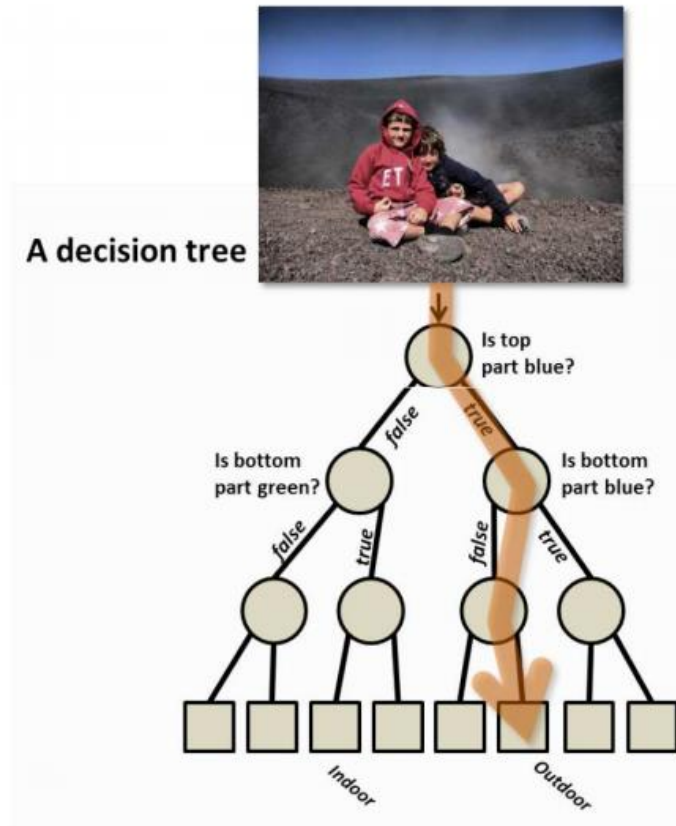 A decision tree
ET
Is top
part blue?
false
true
Is bottom
part green?
Is bottom
part blue?
false
true
false
true
Indoor
Outdoor